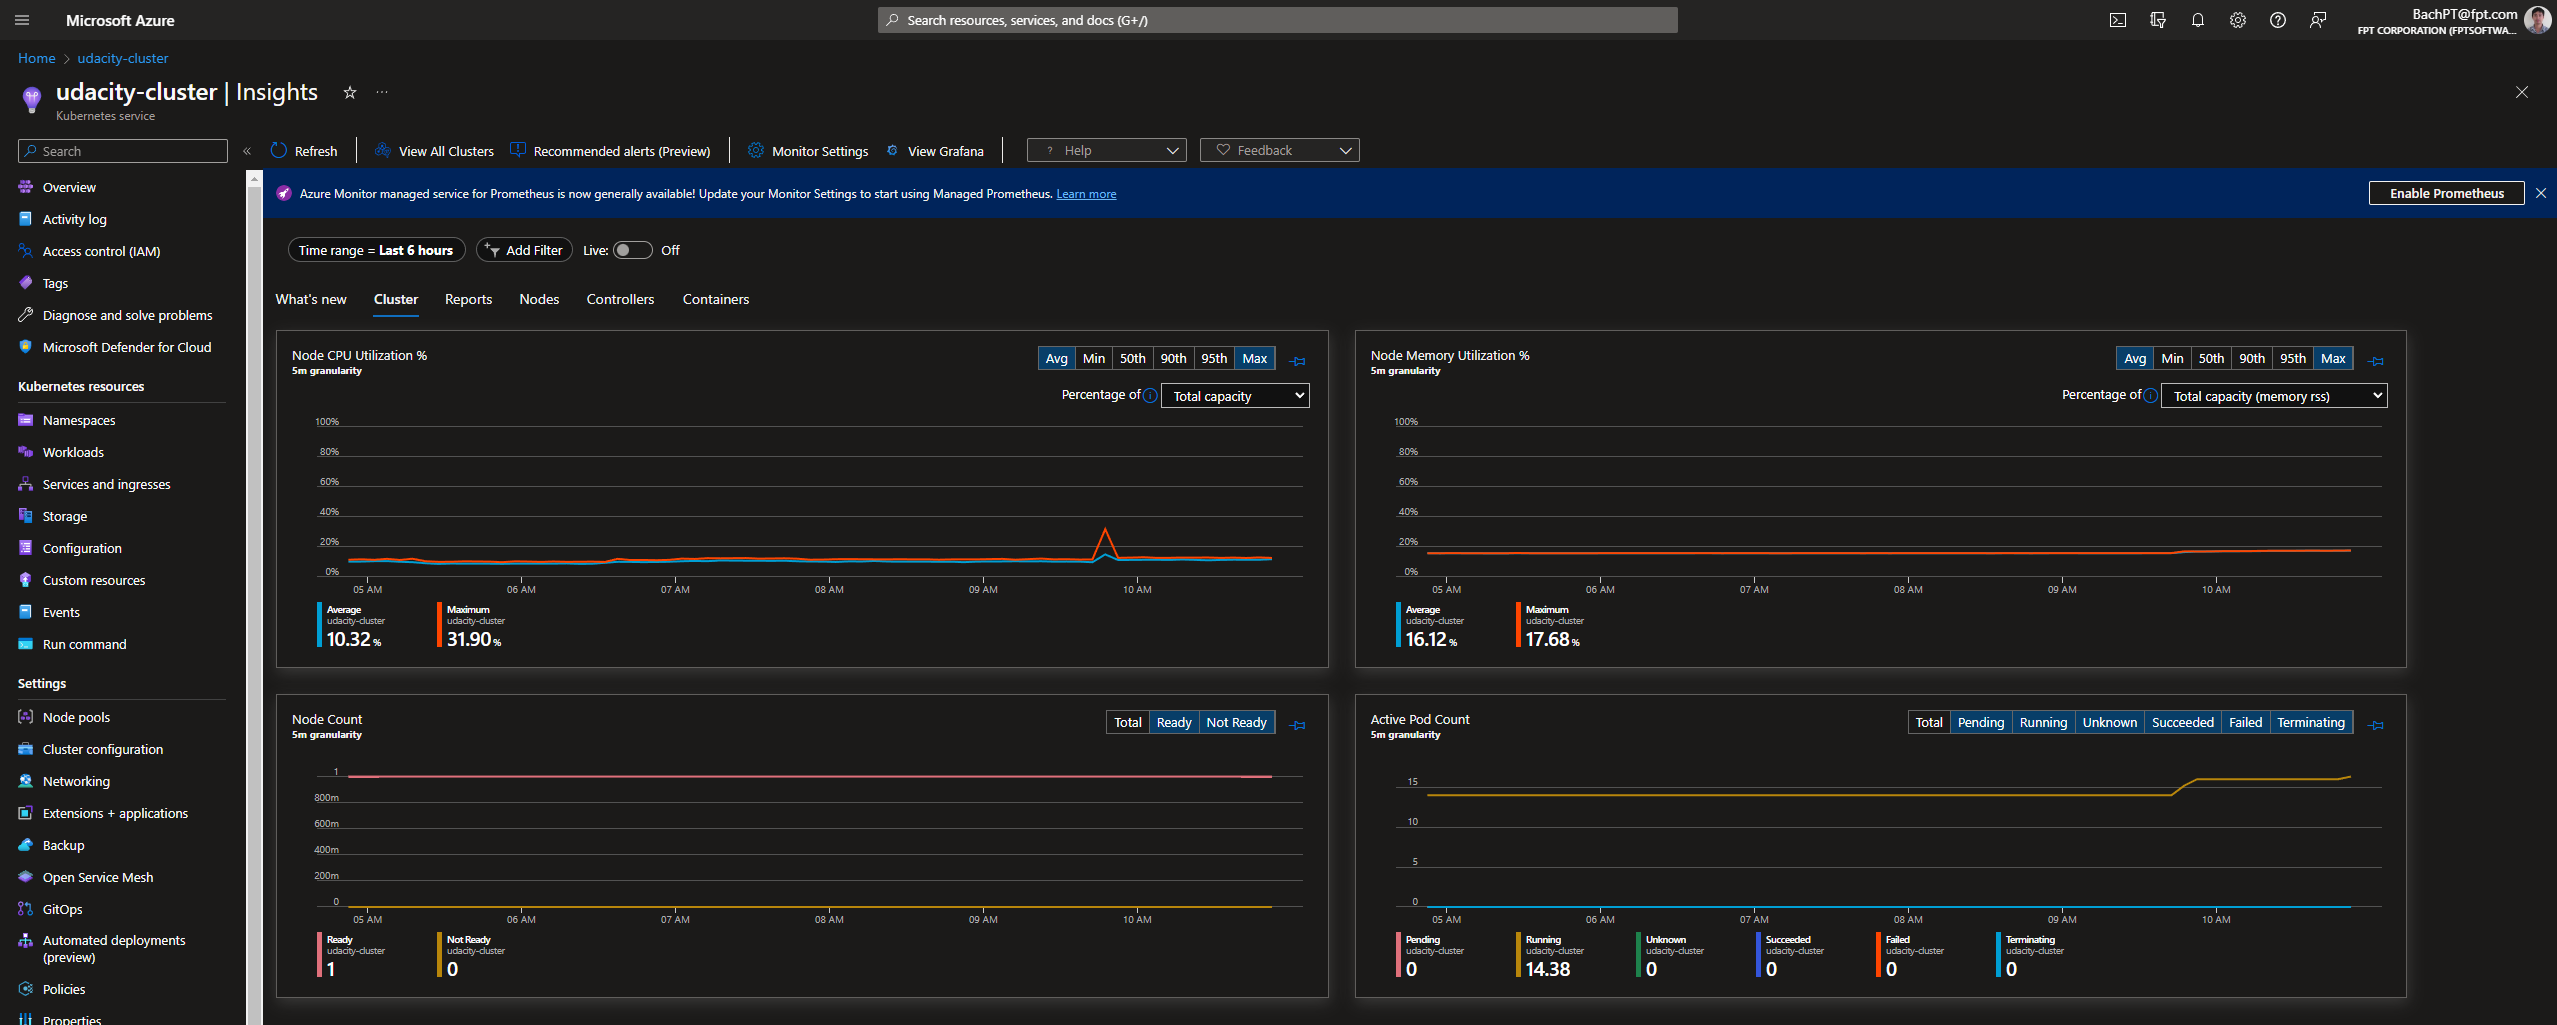 Microsoft Azure
Search resources, services, and docs (G+/)
BachPT@fpt.com
FPT CORPORATION (FPTSOFTWA...
Home > udacity-cluster
udacity-cluster | Insights
Kubernetes service
Search
Refresh
View All Clusters
Recommended alerts (Preview)
Monitor Settings
View Grafana
Help
Feedback
Azure Monitor managed service for Prometheus is now generally available! Update your Monitor Settings to start using Managed Prometheus. Learn more
Enable Prometheus
Overview
Activity log
Access control (IAM)
Tags
Diagnose and solve problems
Microsoft Defender for Cloud
Kubernetes resources
Namespaces
Workloads
Services and ingresses
Storage
Configuration
Custom resources
Events
Run command
Settings
Node pools
Cluster configuration
Networking
Extensions + applications
Backup
Open Service Mesh
GitOps
Automated deployments
(preview)
Policies
Properties
Time range = Last 6 hours
Add Filter
Live: Off
What's new
Cluster
Reports
Nodes
Controllers
Containers
Node CPU Utilization %
5m granularity
Avg Min 50th 90th 95th Max
Percentage of Total capacity
100%
80%
60%
40%
20%
0%
05 AM 06 AM 07 AM 08 AM 09 AM 10 AM
Average
udacity-cluster
10.32 %
Maximum
udacity-cluster
31.90 %
Node Memory Utilization %
5m granularity
Avg Min 50th 90th 95th Max
Percentage of Total capacity (memory rss)
100%
80%
60%
40%
20%
0%
05 AM 06 AM 07 AM 08 AM 09 AM 10 AM
Average
udacity-cluster
16.12 %
Maximum
udacity-cluster
17.68 %
Node Count
5m granularity
Total Ready Not Ready
1
800m
600m
400m
200m
0
05 AM 06 AM 07 AM 08 AM 09 AM 10 AM
Ready
udacity-cluster
1
Not Ready
udacity-cluster
0
Active Pod Count
5m granularity
Total Pending Running Unknown Succeeded Failed Terminating
15
10
5
0
05 AM 06 AM 07 AM 08 AM 09 AM 10 AM
Pending
udacity-cluster
0
Running
udacity-cluster
14.38
Unknown
udacity-cluster
0
Succeeded
udacity-cluster
0
Failed
udacity-cluster
0
Terminating
udacity-cluster
0